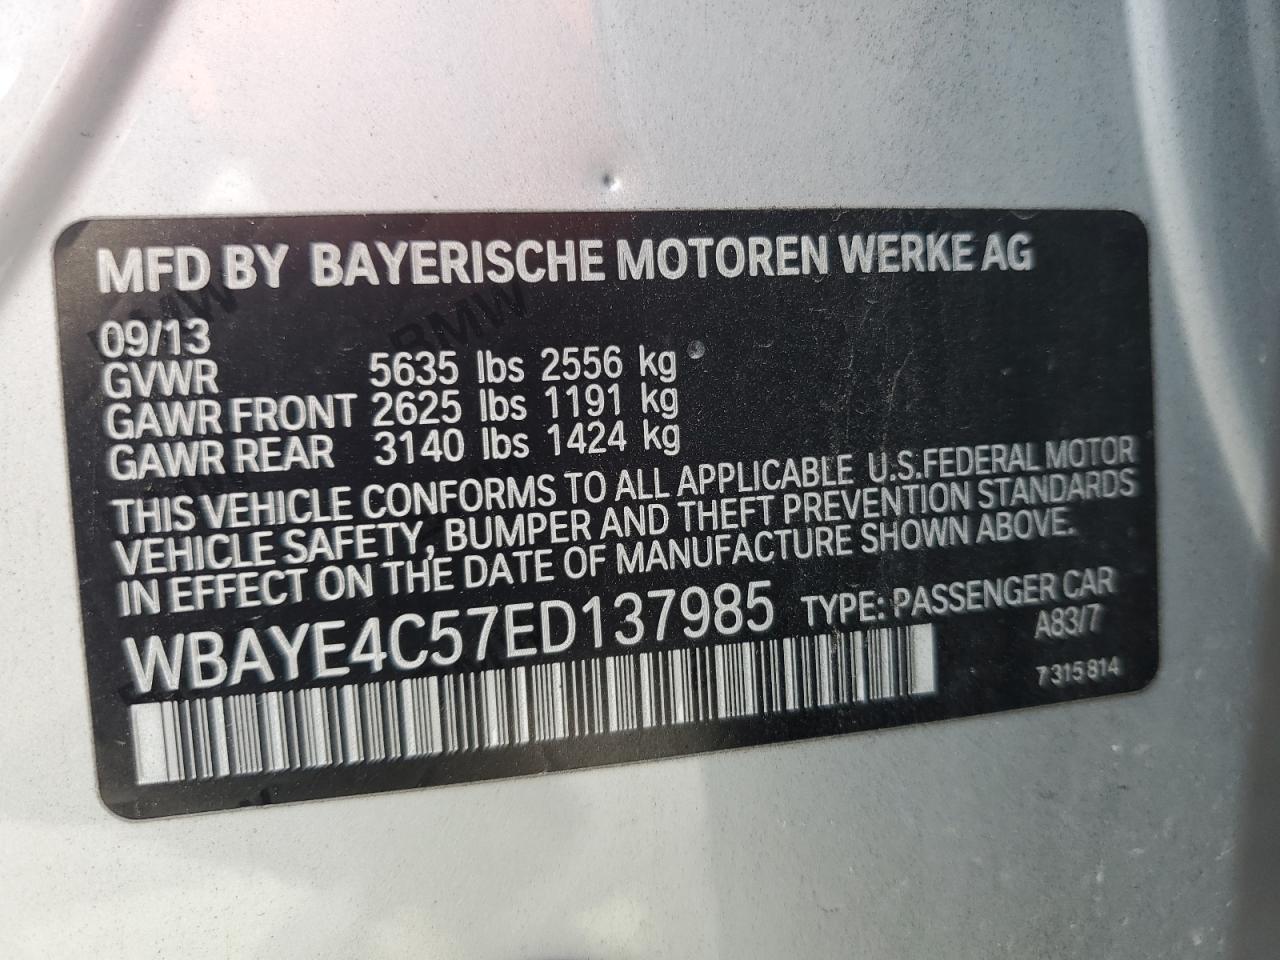 MFD BY BAYERISCHE MOTOREN WERKE AG
09/13
GVWR 5635 lbs 2556 kg
GAWR FRONT 2625 lbs 1191 kg
GAWR REAR 3140 lbs 1424 kg
THIS VEHICLE CONFORMS TO ALL APPLICABLE U.S.FEDERAL MOTOR
VEHICLE SAFETY, BUMPER AND THEFT PREVENTION STANDARDS
IN EFFECT ON THE DATE OF MANUFACTURE SHOWN ABOVE.
WBAYE4C57ED137985 TYPE: PASSENGER CAR
A83/7
7 315 814
BMW
BMW